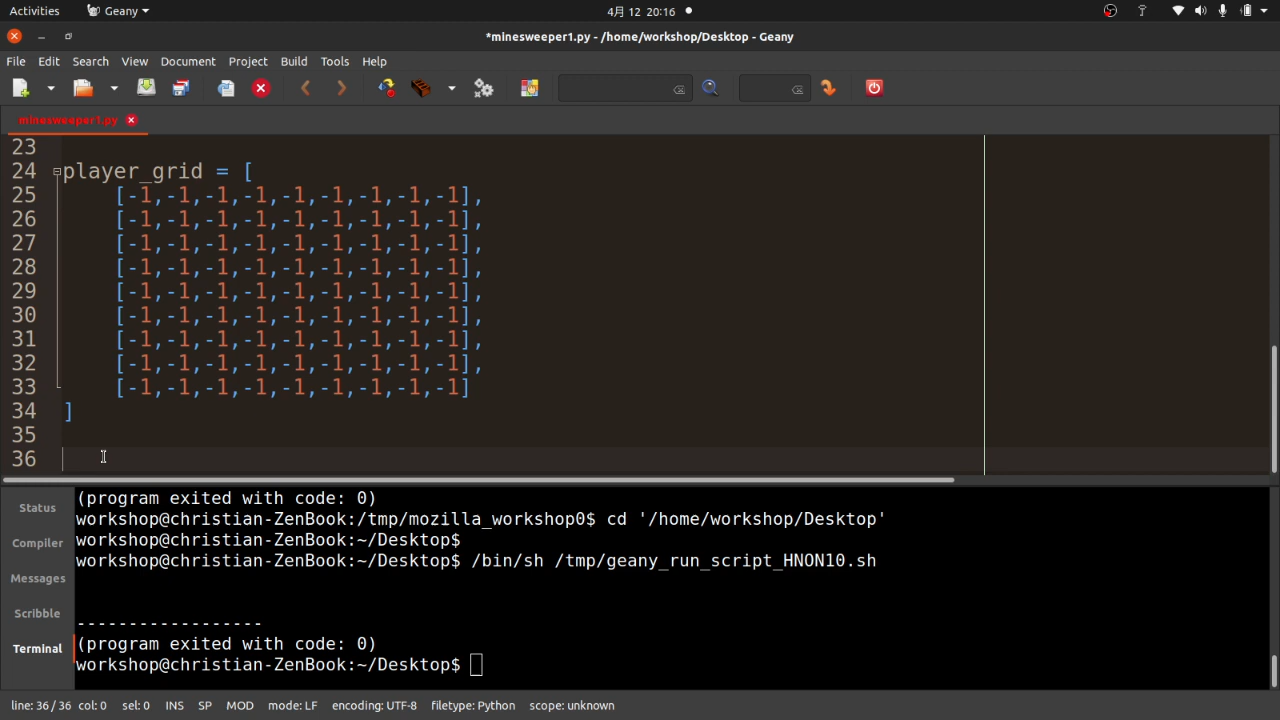 Activities Geany 4月 12 20:16
*minesweeper1.py - /home/workshop/Desktop - Geany
File Edit Search View Document Project Build Tools Help
minesweeper1.py
23
24 player_grid = [
25 [-1,-1,-1,-1,-1,-1,-1,-1,-1],
26 [-1,-1,-1,-1,-1,-1,-1,-1,-1],
27 [-1,-1,-1,-1,-1,-1,-1,-1,-1],
28 [-1,-1,-1,-1,-1,-1,-1,-1,-1],
29 [-1,-1,-1,-1,-1,-1,-1,-1,-1],
30 [-1,-1,-1,-1,-1,-1,-1,-1,-1],
31 [-1,-1,-1,-1,-1,-1,-1,-1,-1],
32 [-1,-1,-1,-1,-1,-1,-1,-1,-1],
33 [-1,-1,-1,-1,-1,-1,-1,-1,-1]
34 ]
35
36
Status
Compiler
Messages
Scribble
Terminal
(program exited with code: 0)
workshop@christian-ZenBook:/tmp/mozilla_workshop0$ cd '/home/workshop/Desktop'
workshop@christian-ZenBook:~/Desktop$
workshop@christian-ZenBook:~/Desktop$ /bin/sh /tmp/geany_run_script_HNON10.sh
------------------
(program exited with code: 0)
workshop@christian-ZenBook:~/Desktop$
line: 36 / 36 col: 0 sel: 0 INS SP MOD mode: LF encoding: UTF-8 filetype: Python scope: unknown